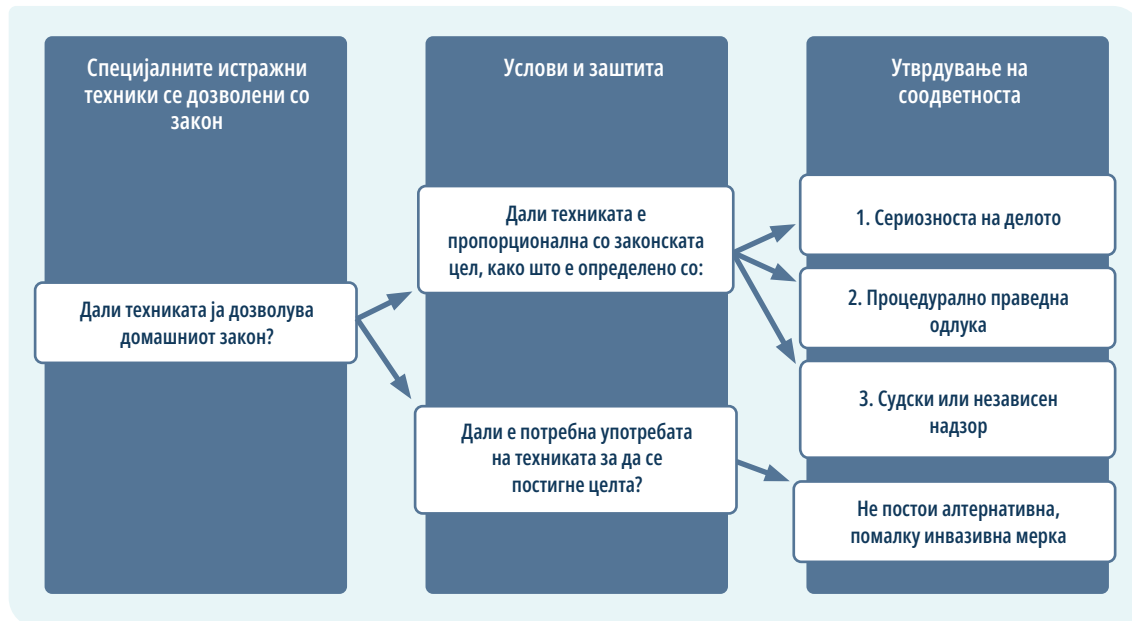 Специјалните истражни
техники се дозволени со
закон
Дали техниката ја дозволува
домашниот закон?
Услови и заштита
Дали техниката е
пропорционална со законската
цел, како што е определено со:
Дали е потребна употребата
на техниката за да се
постигне целта?
Утврдување на
соодветноста
1. Сериозноста на делото
2. Процедурално праведна
одлука
3. Судски или независен
надзор
Не постои алтернативна,
помалку инвазивна мерка